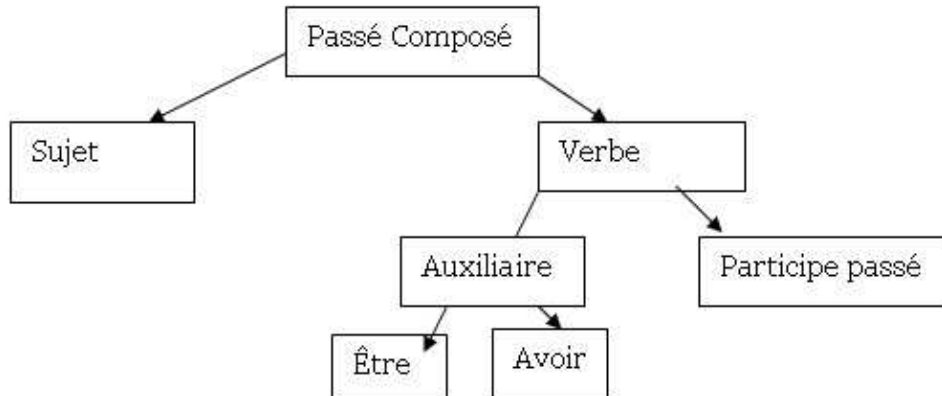 Passé Composé
Sujet
Verbe
Auxiliaire
Participe passé
Être
Avoir